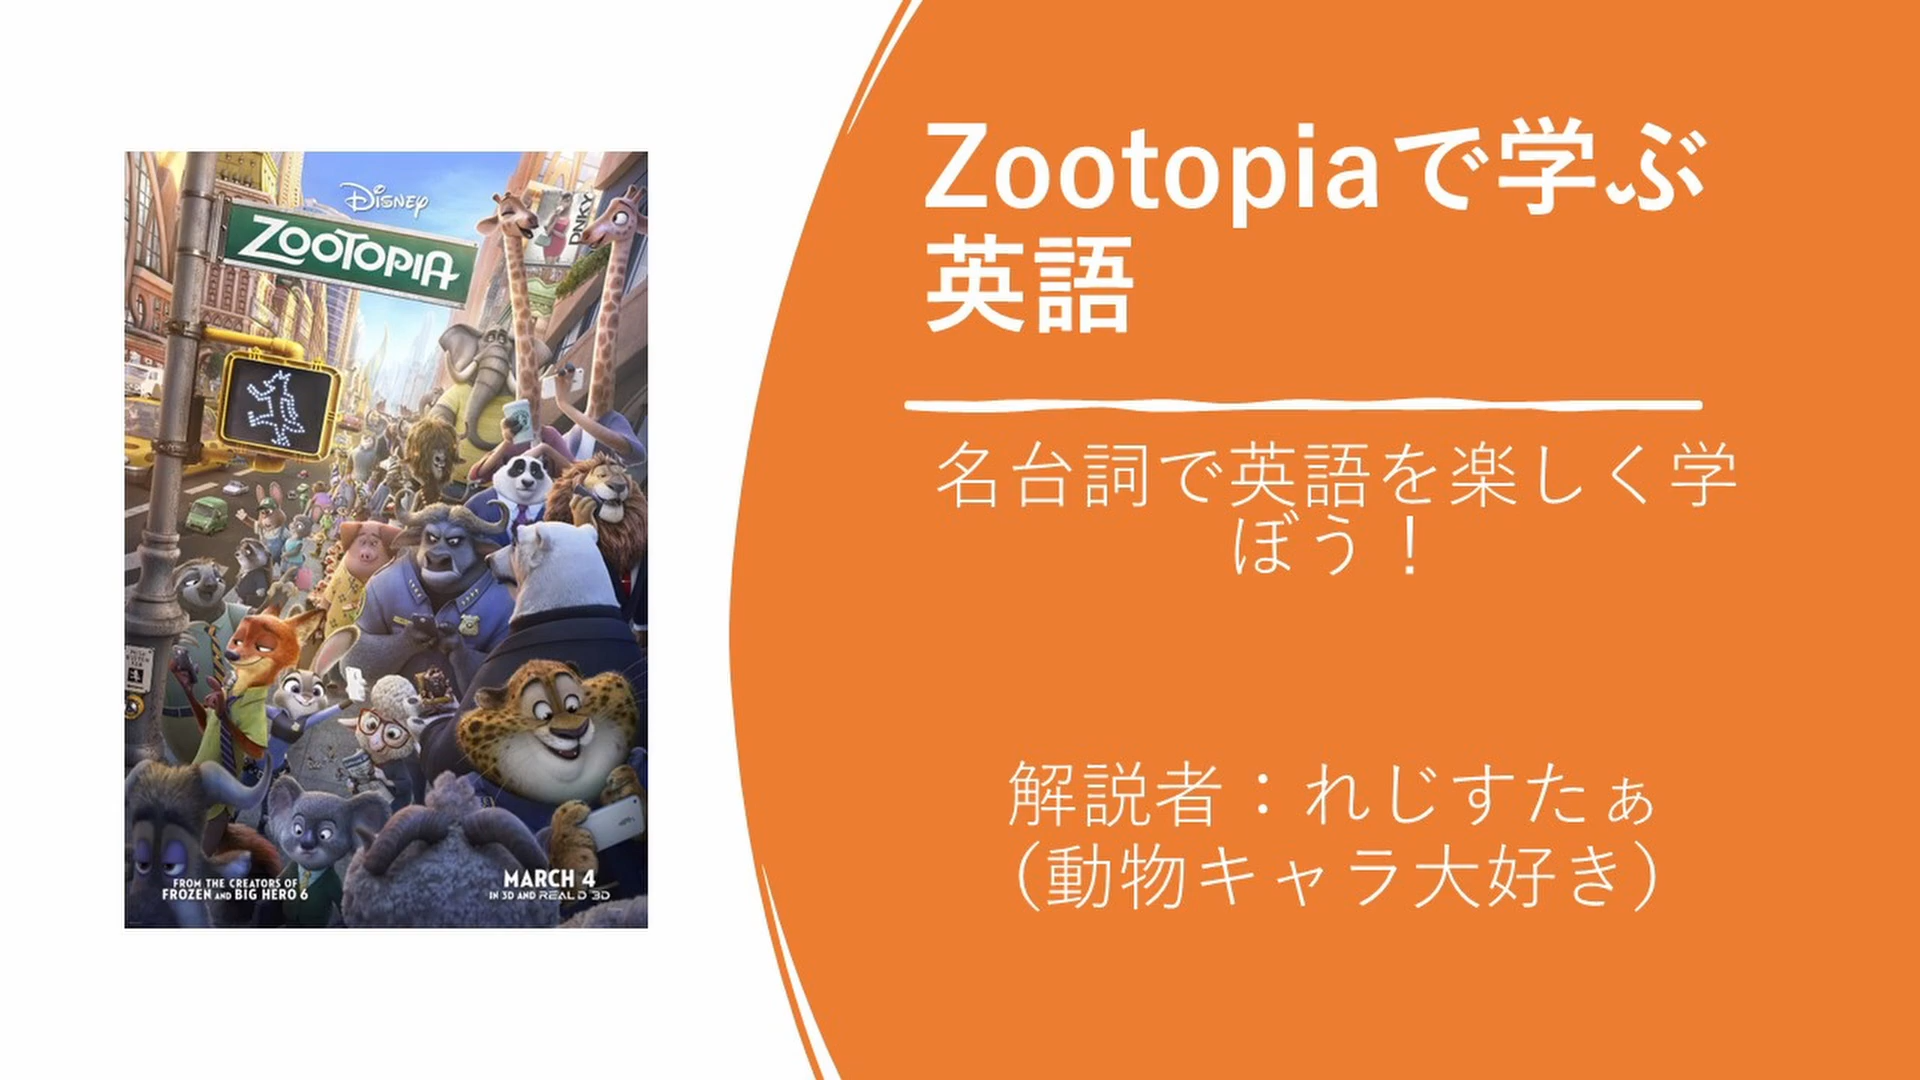 DISNEY
ZOOTOPIA
DNKY
FROM THE CREATORS OF
FROZEN AND BIG HERO 6
MARCH 4
IN 3D AND REAL D 3D
Zootopiaで学ぶ
英語
名台詞で英語を楽しく学
ぼう！
解説者：れじすたぁ
（動物キャラ大好き）